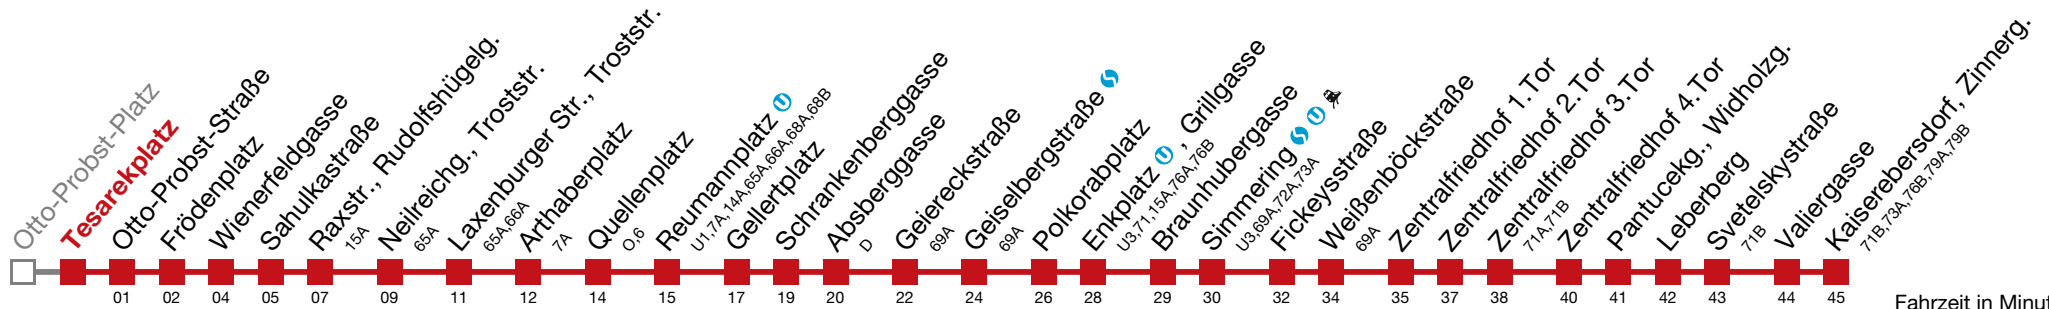 Otto-Probst-Platz
Tesarekplatz
Otto-Probst-Straße
Frödenplatz
Wienerfeldgasse
Sahulkastraße
Raxstr., Rudolfshügelg.
15A
Neilreichg., Troststr.
65A
Laxenburger Str., Troststr.
65A,66A
Arthaberplatz
7A
Quellenplatz
O,6
Reumannplatz U
U1,7A,14A,65A,66A,68A,68B
Gellertplatz
Schrankenberggasse
Absberggasse
D
Geiereckstraße
69A
Geiselbergstraße
69A
Polkorabplatz
Enkplatz U, Grillgasse
U3,71,15A,76A,76B
Braunhubergasse
Simmering U
U3,69A,72A,73A
Fickeysstraße
Weißenböckstraße
69A
Zentralfriedhof 1.Tor
Zentralfriedhof 2.Tor
Zentralfriedhof 3.Tor
71A,71B
Zentralfriedhof 4.Tor
Pantucekg., Widholzg.
Leberberg
Svetelskystraße
71B
Valiergasse
Kaiserebersdorf, Zinnerg.
71B,73A,76B,79A,79B
01 02 04 05 07 09 11 12 14 15 17 19 20 22 24 26 28 29 30 32 34 35 37 38 40 41 42 43 44 45
Fahrzeit in Minut